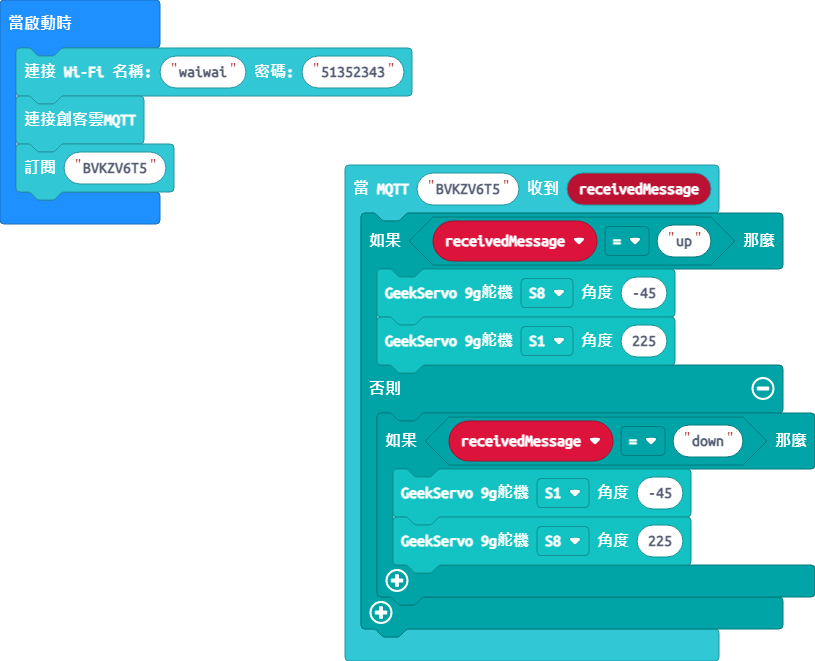 當啟動時
連接 Wi-Fi 名稱: "waiwai" 密碼: "51352343"
連接創客雲MQTT
訂閱 "BVKZV6T5"
當 MQTT "BVKZV6T5" 收到 receivedMessage
如果 receivedMessage = "up" 那麼
GeekServo 9g舵機 S8 角度 -45
GeekServo 9g舵機 S1 角度 225
否則
如果 receivedMessage = "down" 那麼
GeekServo 9g舵機 S1 角度 -45
GeekServo 9g舵機 S8 角度 225